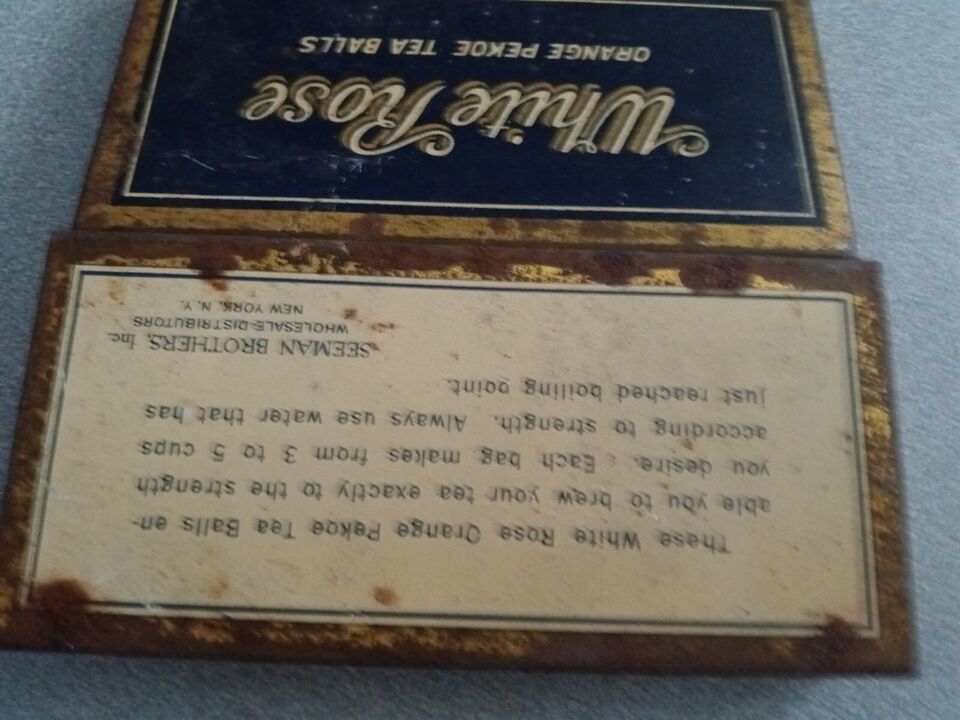 These White Rose Orange Pekoe Tea Balls en-
able you to brew your tea exactly to the strength
you desire. Each bag makes from 3 to 5 cups
according to strength. Always use water that has
just reached boiling point.
SEEMAN BROTHERS, Inc.
WHOLESALE-DISTRIBUTORS
NEW YORK, N. Y.
White Rose
ORANGE PEKOE TEA BALLS